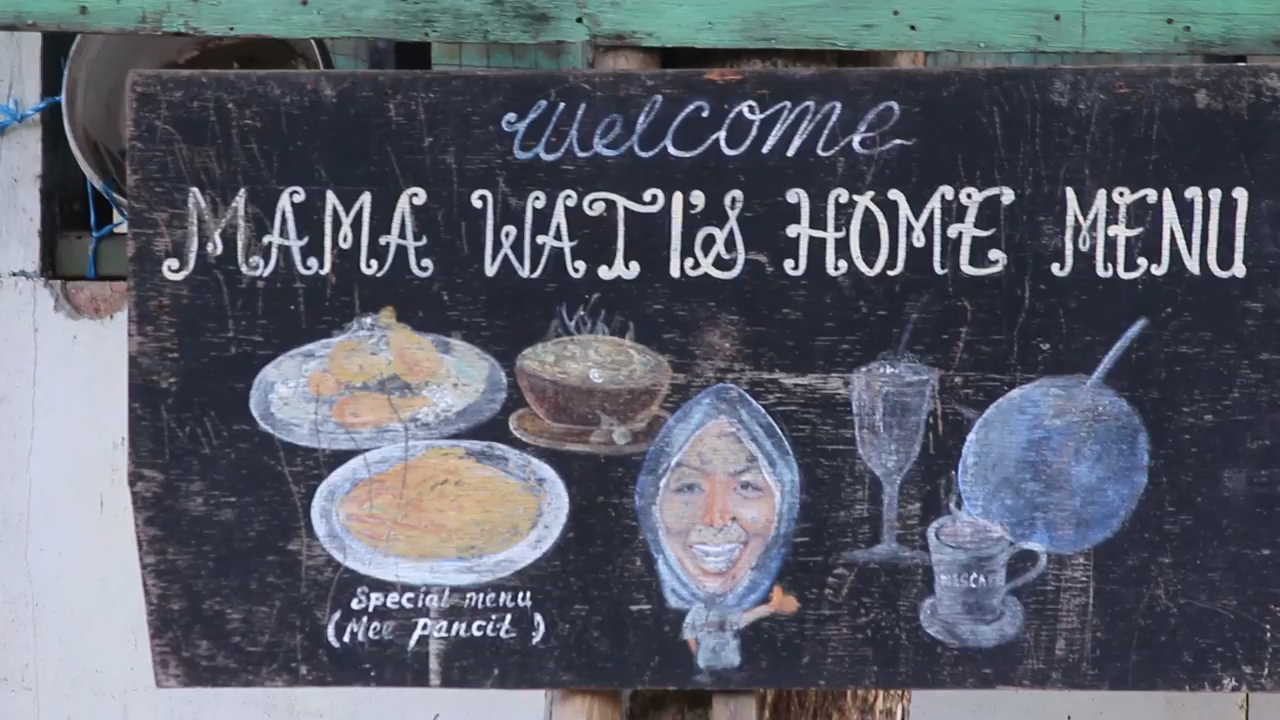 Welcome
MAMA WATI'S HOME MENU
NESCAFE
Special menu
(Mee pancit)